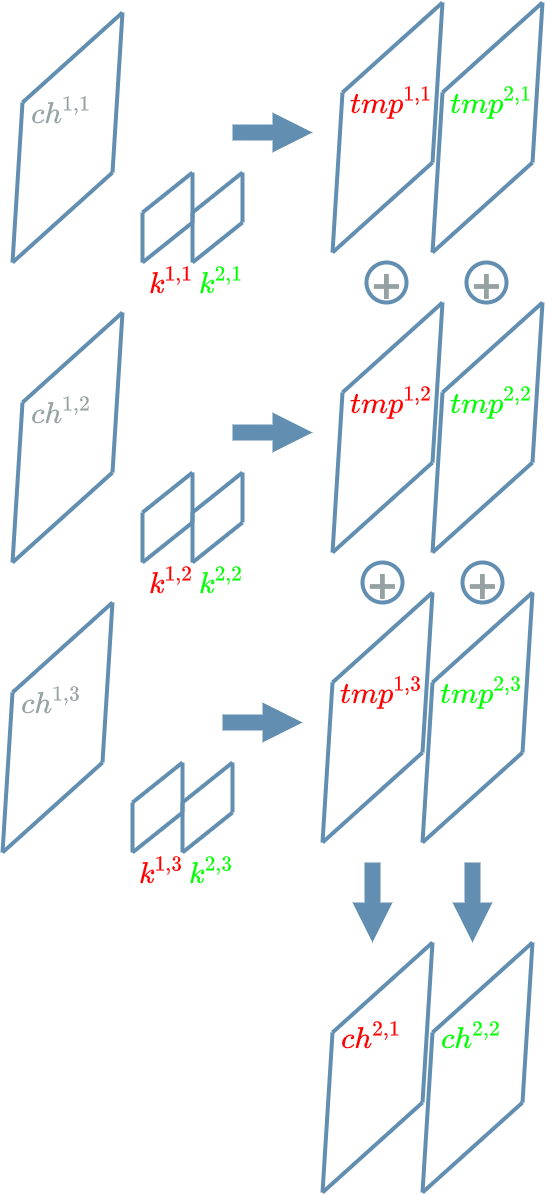 ch^{1,1} tmp^{1,1} tmp^{2,1}
k^{1,1} k^{2,1}
+ +
ch^{1,2} tmp^{1,2} tmp^{2,2}
k^{1,2} k^{2,2}
+ +
ch^{1,3} tmp^{1,3} tmp^{2,3}
k^{1,3} k^{2,3}
ch^{2,1} ch^{2,2}